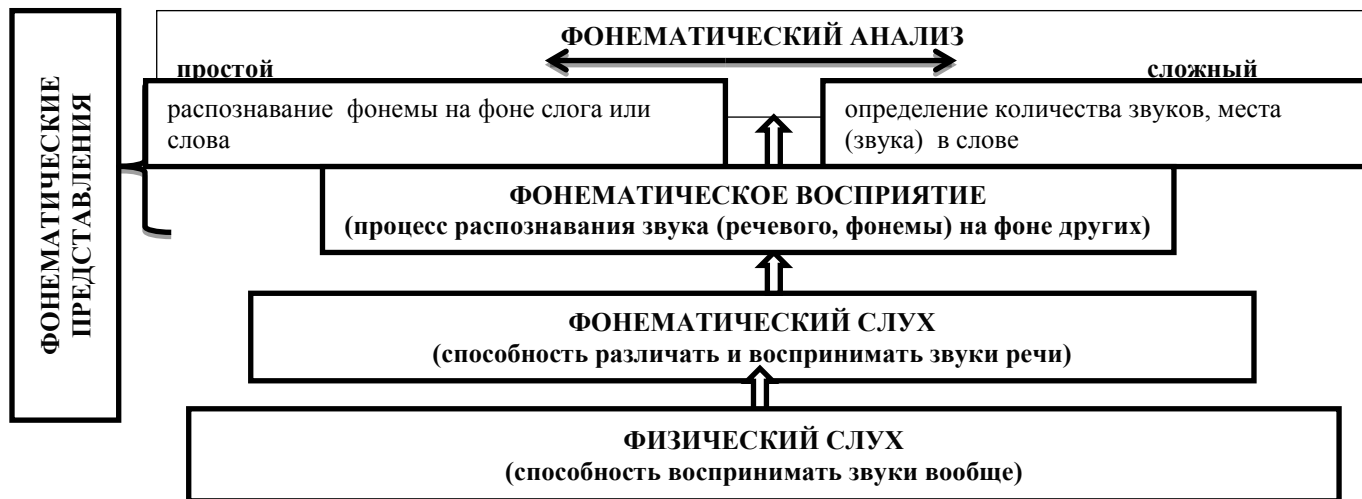 ФОНЕМАТИЧЕСКИЕ
ПРЕДСТАВЛЕНИЯ
ФОНЕМАТИЧЕСКИЙ АНАЛИЗ
простой
сложный
распознавание фонемы на фоне слога или
слова
определение количества звуков, места
(звука) в слове
ФОНЕМАТИЧЕСКОЕ ВОСПРИЯТИЕ
(процесс распознавания звука (речевого, фонемы) на фоне других)
ФОНЕМАТИЧЕСКИЙ СЛУХ
(способность различать и воспринимать звуки речи)
ФИЗИЧЕСКИЙ СЛУХ
(способность воспринимать звуки вообще)